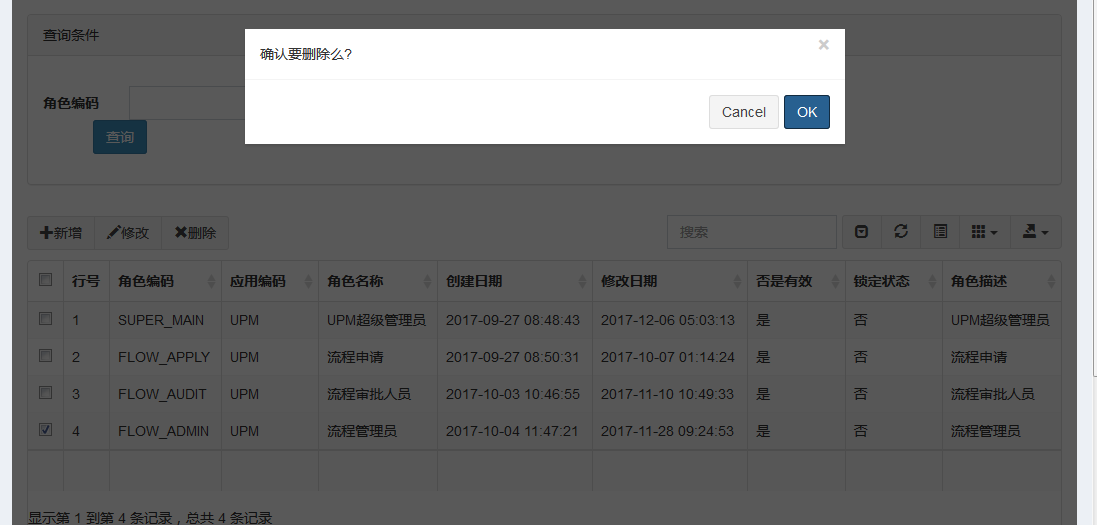 查询条件
确认要删除么?
×
Cancel OK
角色编码
查询
新增 修改 删除 搜索
行号 角色编码 应用编码 角色名称 创建日期 修改日期 否是有效 锁定状态 角色描述
1 SUPER_MAIN UPM UPM超级管理员 2017-09-27 08:48:43 2017-12-06 05:03:13 是 否 UPM超级管理员
2 FLOW_APPLY UPM 流程申请 2017-09-27 08:50:31 2017-10-07 01:14:24 是 否 流程申请
3 FLOW_AUDIT UPM 流程审批人员 2017-10-03 10:46:55 2017-11-10 10:49:33 是 否 流程审批人员
4 FLOW_ADMIN UPM 流程管理员 2017-10-04 11:47:21 2017-11-28 09:24:53 是 否 流程管理员
显示第 1 到第 4 条记录，总共 4 条记录